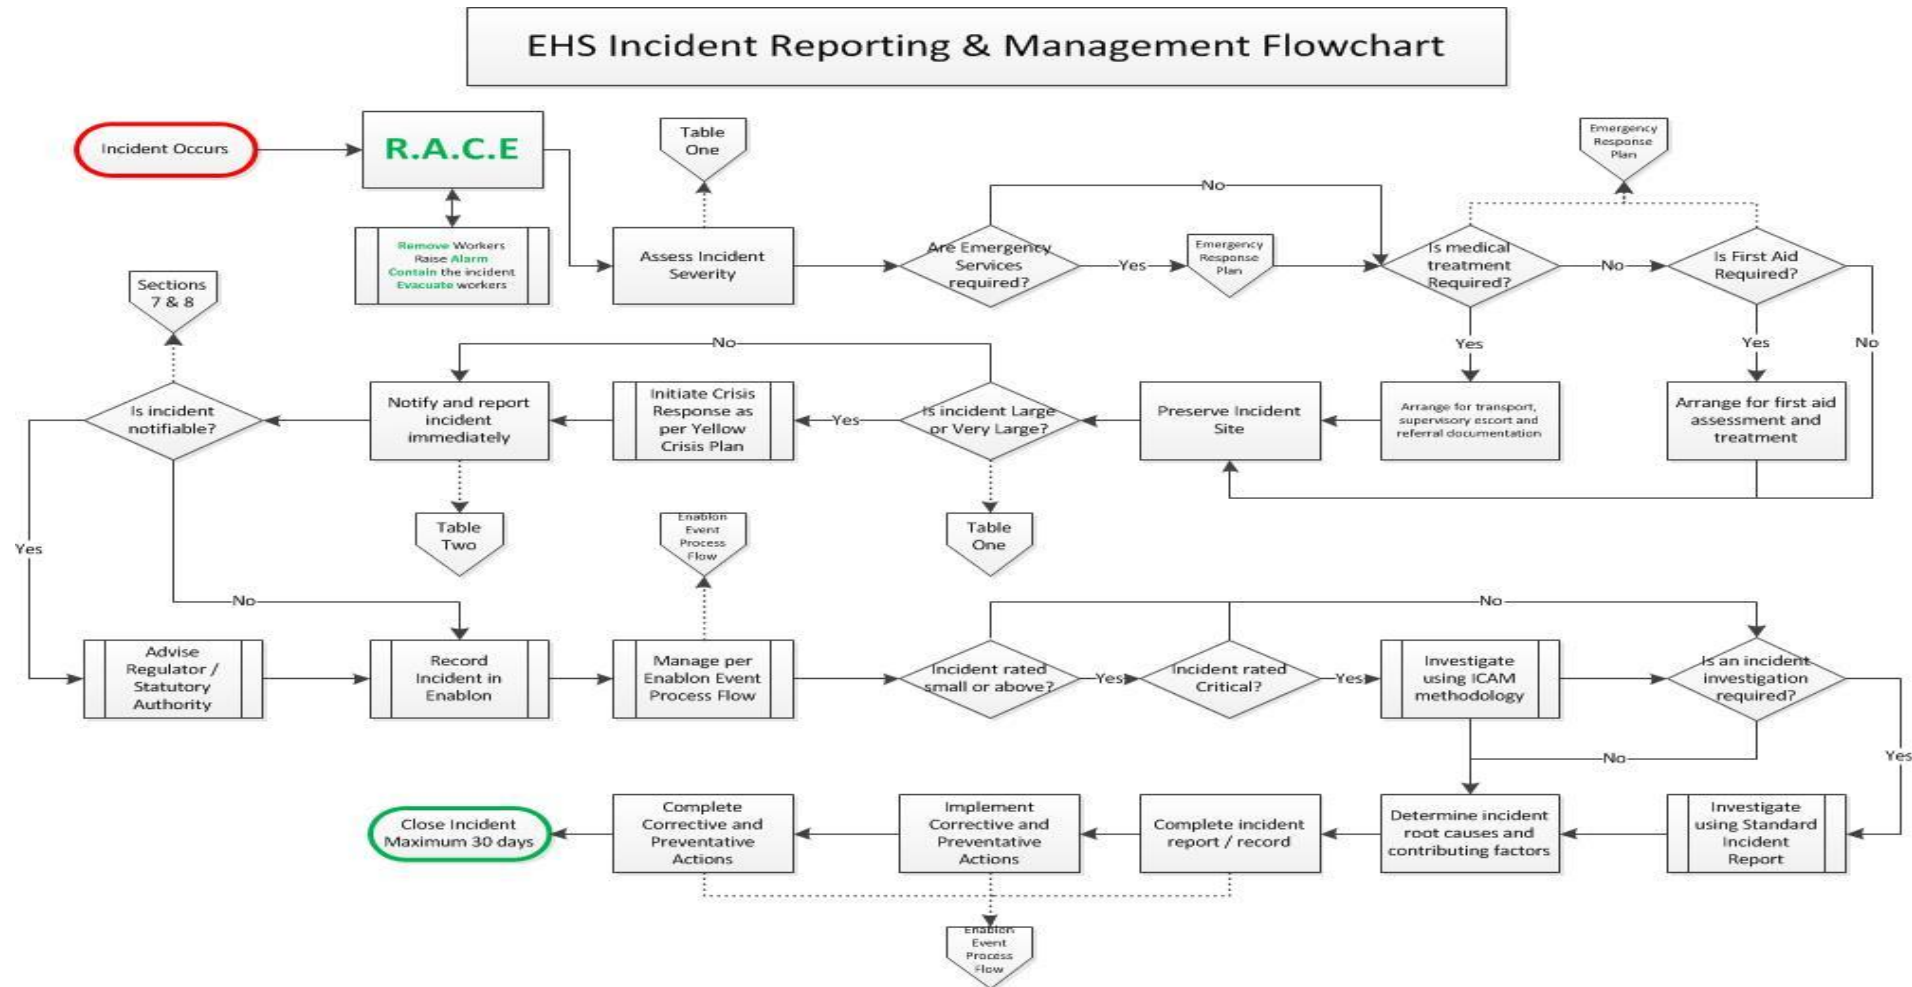 EHS Incident Reporting & Management Flowchart
Incident Occurs
R.A.C.E
Remove Workers
Raise Alarm
Contain the incident
Evacuate workers
Table
One
Assess Incident
Severity
Are Emergency
Services
required?
No
Yes
Emergency
Response
Plan
Is medical
treatment
Required?
No
Emergency
Response
Plan
Is First Aid
Required?
Yes
Yes
No
Sections
7 & 8
Is incident
notifiable?
Notify and report
incident
immediately
No
Initiate Crisis
Response as
per Yellow
Crisis Plan
Yes
Is incident Large
or Very Large?
Preserve Incident
Site
Arrange for transport,
supervisory escort and
referral documentation
Arrange for first aid
assessment and
treatment
Yes
Table
Two
Enablon
Event
Process
Flow
Table
One
No
No
Advise
Regulator /
Statutory
Authority
Record
Incident in
Enablon
Manage per
Enablon Event
Process Flow
Incident rated
small or above?
Yes
Incident rated
Critical?
Yes
Investigate
using ICAM
methodology
Is an incident
investigation
required?
No
Yes
Close Incident
Maximum 30 days
Complete
Corrective and
Preventative
Actions
Implement
Corrective and
Preventative
Actions
Complete incident
report / record
Determine incident
root causes and
contributing factors
Investigate
using Standard
Incident
Report
Enablon
Event
Process
Flow